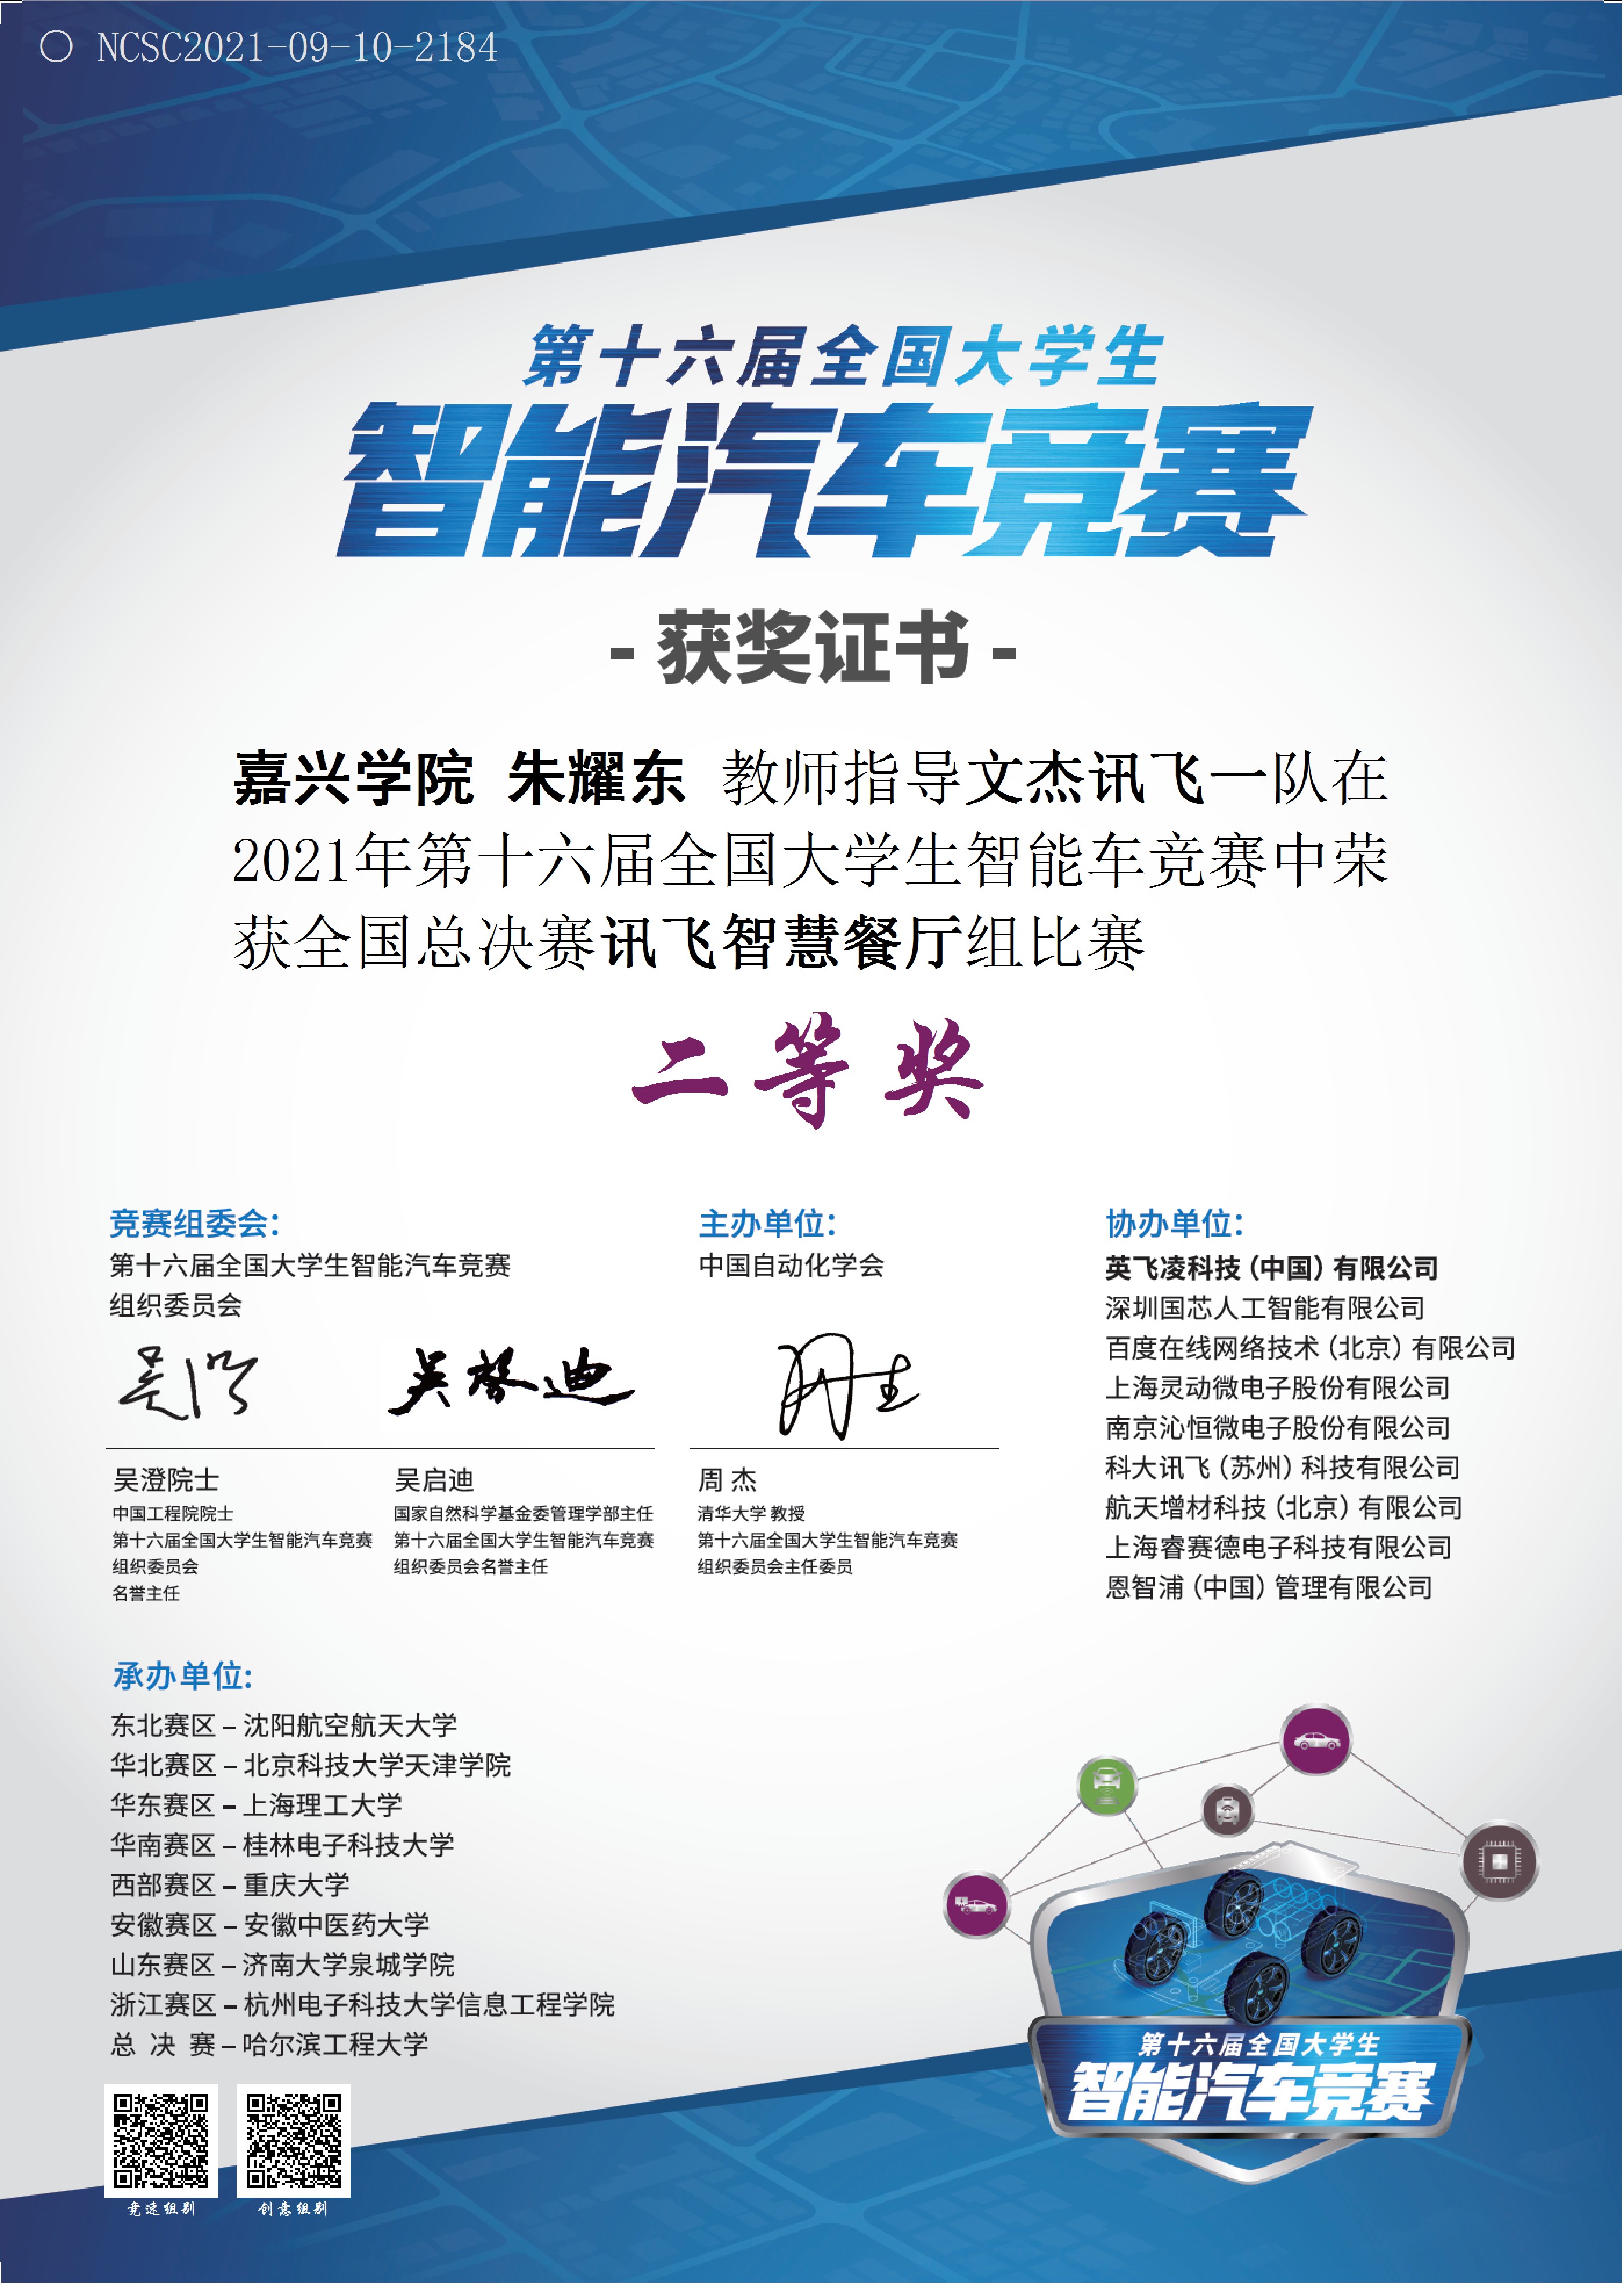 ○ NCSC2021-09-10-2184
第十六届全国大学生
智能汽车竞赛
- 获奖证书 -
嘉兴学院 朱耀东 教师指导文杰讯飞一队在
2021年第十六届全国大学生智能车竞赛中荣
获全国总决赛讯飞智慧餐厅组比赛
二等奖
竞赛组委会：
第十六届全国大学生智能汽车竞赛
组织委员会
吴澄
吴启迪
周杰
吴澄院士
中国工程院院士
第十六届全国大学生智能汽车竞赛
组织委员会
名誉主任
吴启迪
国家自然科学基金委管理学部主任
第十六届全国大学生智能汽车竞赛
组织委员会名誉主任
主办单位：
中国自动化学会
周 杰
清华大学 教授
第十六届全国大学生智能汽车竞赛
组织委员会主任委员
协办单位：
英飞凌科技（中国）有限公司
深圳国芯人工智能有限公司
百度在线网络技术（北京）有限公司
上海灵动微电子股份有限公司
南京沁恒微电子股份有限公司
科大讯飞（苏州）科技有限公司
航天增材科技（北京）有限公司
上海睿赛德电子科技有限公司
恩智浦（中国）管理有限公司
承办单位：
东北赛区 – 沈阳航空航天大学
华北赛区 – 北京科技大学天津学院
华东赛区 – 上海理工大学
华南赛区 – 桂林电子科技大学
西部赛区 – 重庆大学
安徽赛区 – 安徽中医药大学
山东赛区 – 济南大学泉城学院
浙江赛区 – 杭州电子科技大学信息工程学院
总 决 赛 – 哈尔滨工程大学
竞速组别
创意组别
第十六届全国大学生
智能汽车竞赛